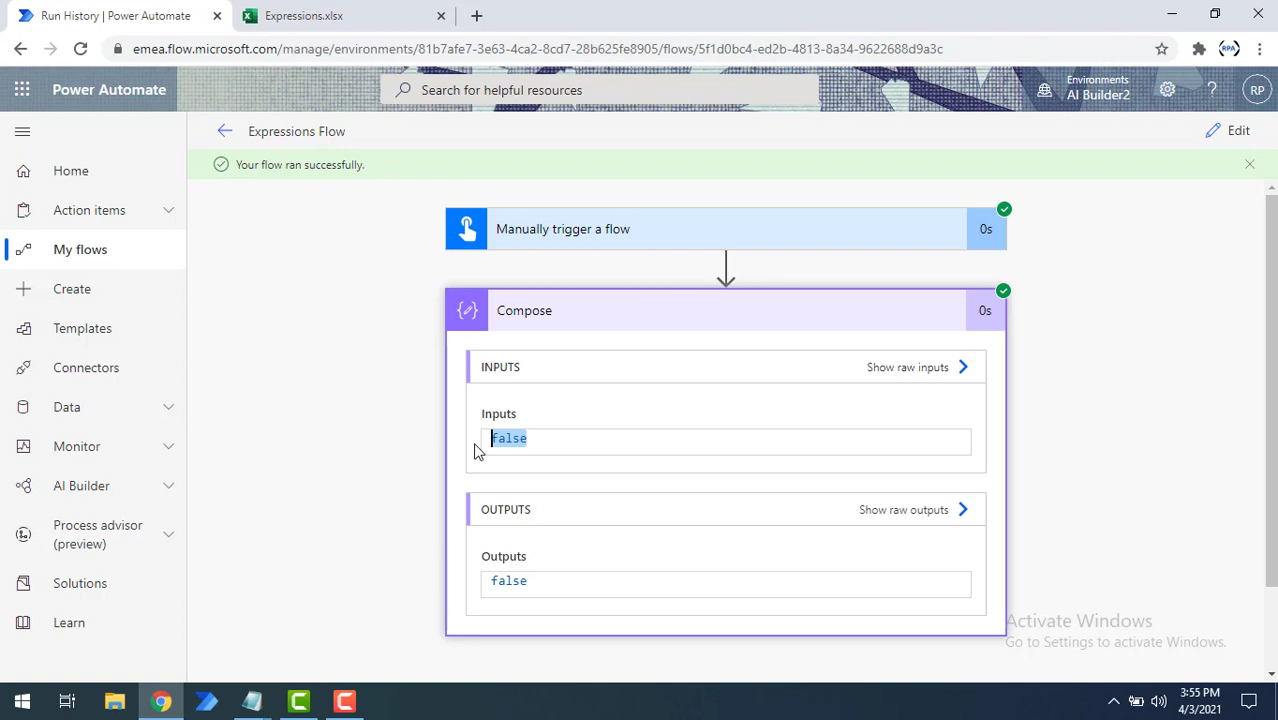 Run History | Power Automate
Expressions.xlsx
emea.flow.microsoft.com/manage/environments/81b7afe7-3e63-4ca2-8cd7-28b625fe8905/flows/5f1d0bc4-ed2b-4813-8a34-9622688d9a3c
RPA
Power Automate
Search for helpful resources
Environments
AI Builder2
RP
Expressions Flow
Edit
Your flow ran successfully.
Home
Action items
My flows
Create
Templates
Connectors
Data
Monitor
AI Builder
Process advisor
(preview)
Solutions
Learn
Manually trigger a flow
0s
Compose
0s
INPUTS
Show raw inputs
Inputs
false
OUTPUTS
Show raw outputs
Outputs
false
Activate Windows
Go to Settings to activate Windows.
3:55 PM
4/3/2021